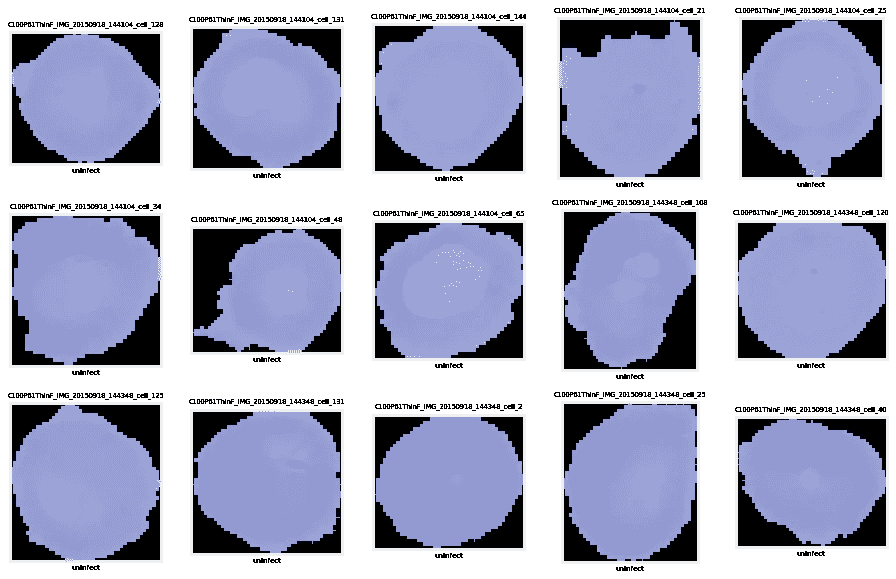 C100P61ThinF_IMG_20150918_144104_cell_128
uninfect
C100P61ThinF_IMG_20150918_144104_cell_131
uninfect
C100P61ThinF_IMG_20150918_144104_cell_144
uninfect
C100P61ThinF_IMG_20150918_144104_cell_21
uninfect
C100P61ThinF_IMG_20150918_144104_cell_25
uninfect
C100P61ThinF_IMG_20150918_144104_cell_34
uninfect
C100P61ThinF_IMG_20150918_144104_cell_48
uninfect
C100P61ThinF_IMG_20150918_144104_cell_65
uninfect
C100P61ThinF_IMG_20150918_144348_cell_108
uninfect
C100P61ThinF_IMG_20150918_144348_cell_120
uninfect
C100P61ThinF_IMG_20150918_144348_cell_125
uninfect
C100P61ThinF_IMG_20150918_144348_cell_131
uninfect
C100P61ThinF_IMG_20150918_144348_cell_2
uninfect
C100P61ThinF_IMG_20150918_144348_cell_25
uninfect
C100P61ThinF_IMG_20150918_144348_cell_40
uninfect